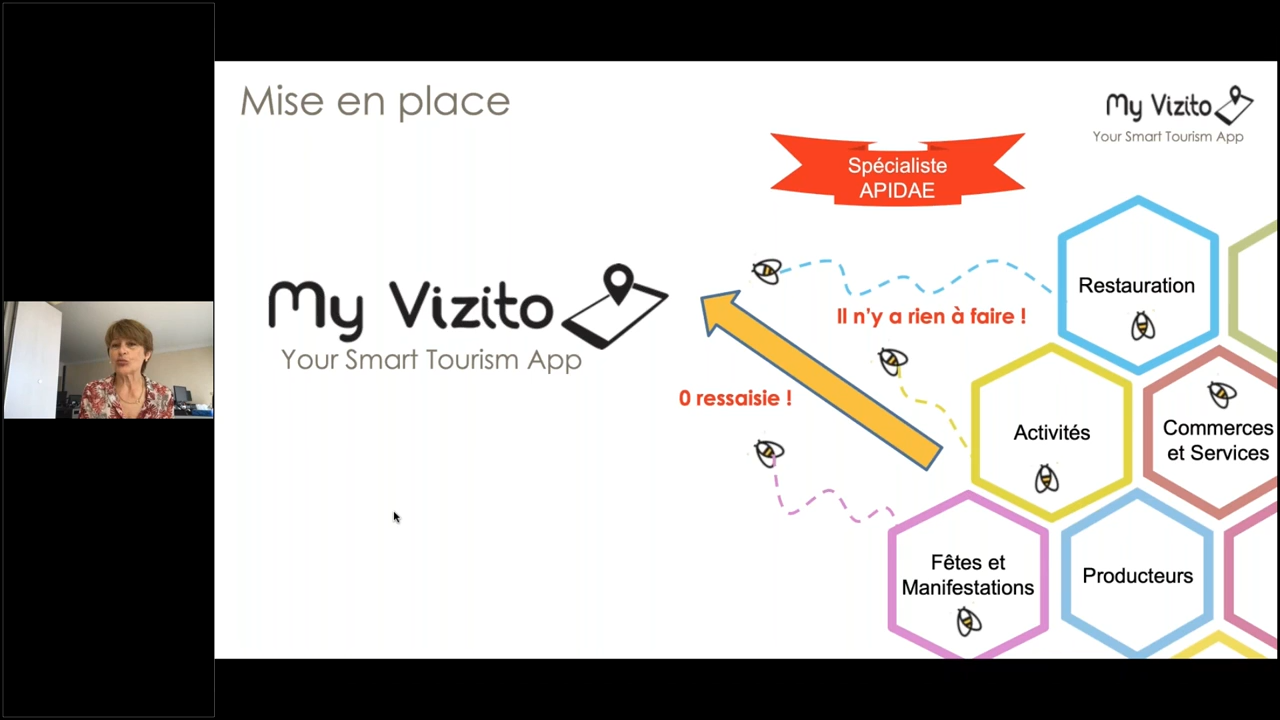 Mise en place
My Vizito
Your Smart Tourism App
Spécialiste
APIDAE
My Vizito
Your Smart Tourism App
Restauration
Il n'y a rien à faire !
0 ressaisie !
Activités
Commerces
et Services
Fêtes et
Manifestations
Producteurs